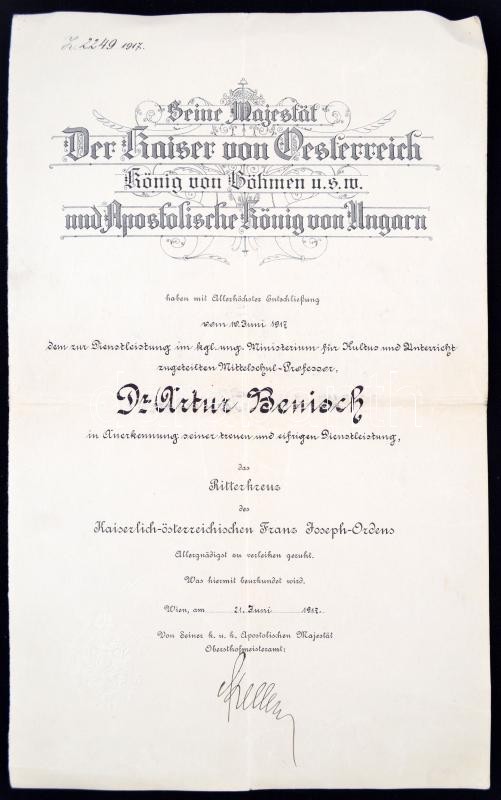 Z. 2249 1917.
Seine Majestät
Der Kaiser von Oesterreich
König von Böhmen u.s.w.
und Apostolische König von Ungarn
haben mit Allerhöchster Entschließung
vom 10. Juni 1917
dem zur Dienstleistung im kgl. ung. Ministerium für Kultus und Unterricht
zugeteilten Mittelschul-Professor,
Dr. Artur Benisch
in Anerkennung seiner treuen und eifrigen Dienstleistung,
das
Ritterkreuz
des
Kaiserlich-österreichischen Franz Joseph-Ordens
Allergnädigst zu verleihen geruht.
Was hiermit beurkundet wird.
Wien, am 21. Juni 1917.
Von Seiner k. u. k. Apostolischen Majestät
Obersthofmeisteramt: